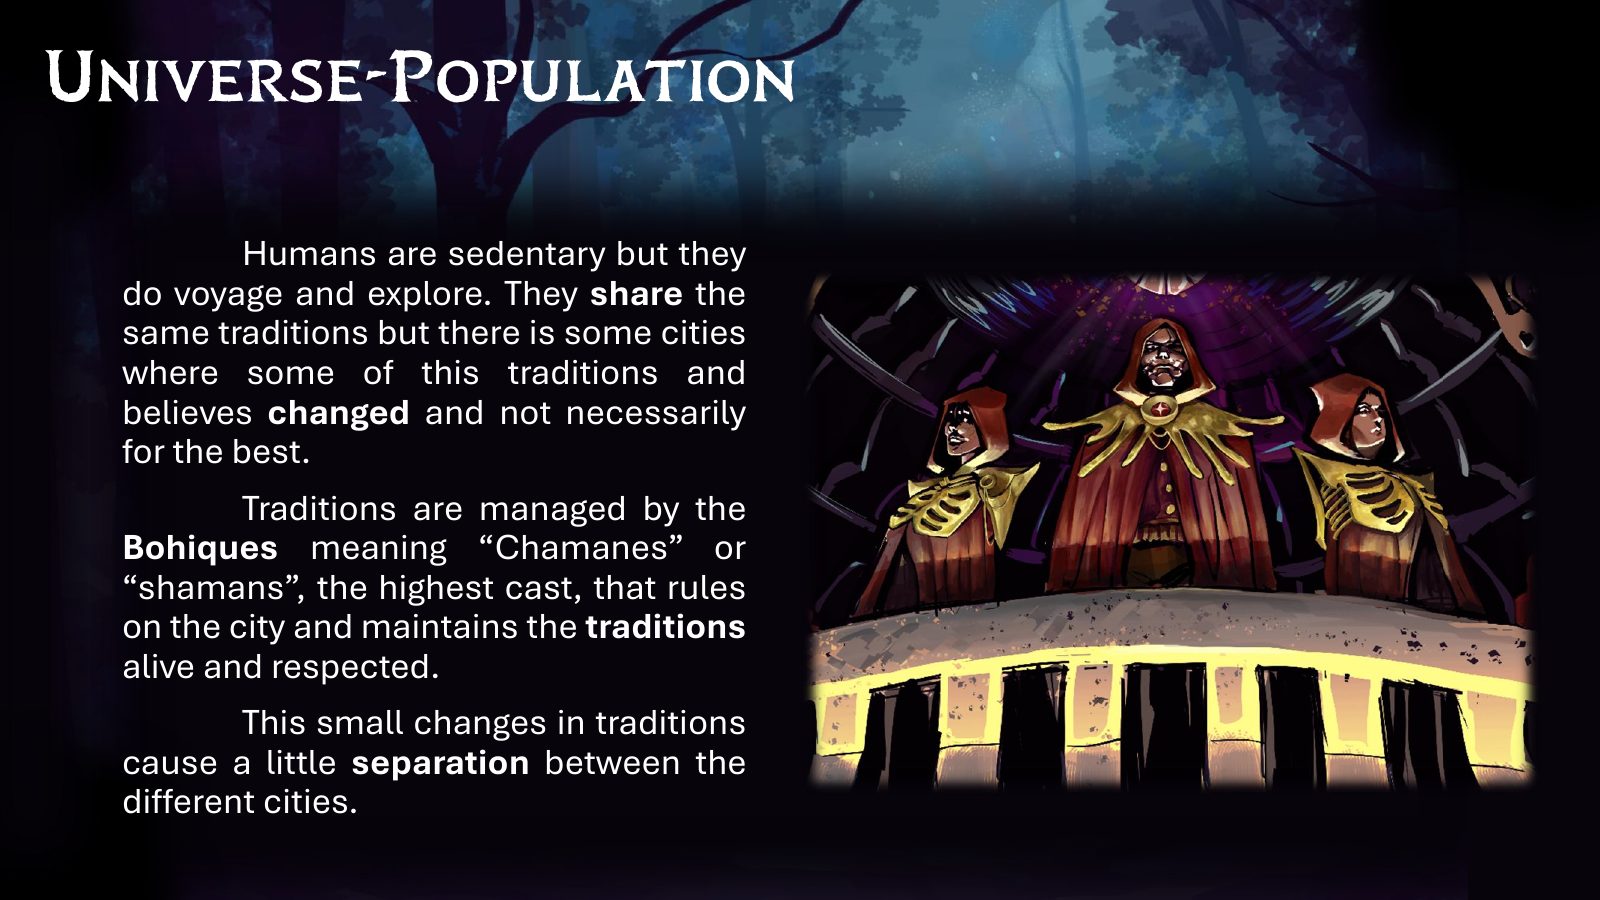 Universe-Population
Humans are sedentary but they
do voyage and explore. They share the
same traditions but there is some cities
where some of this traditions and
believes changed and not necessarily
for the best.
Traditions are managed by the
Bohiques meaning “Chamanes” or
“shamans”, the highest cast, that rules
on the city and maintains the traditions
alive and respected.
This small changes in traditions
cause a little separation between the
different cities.